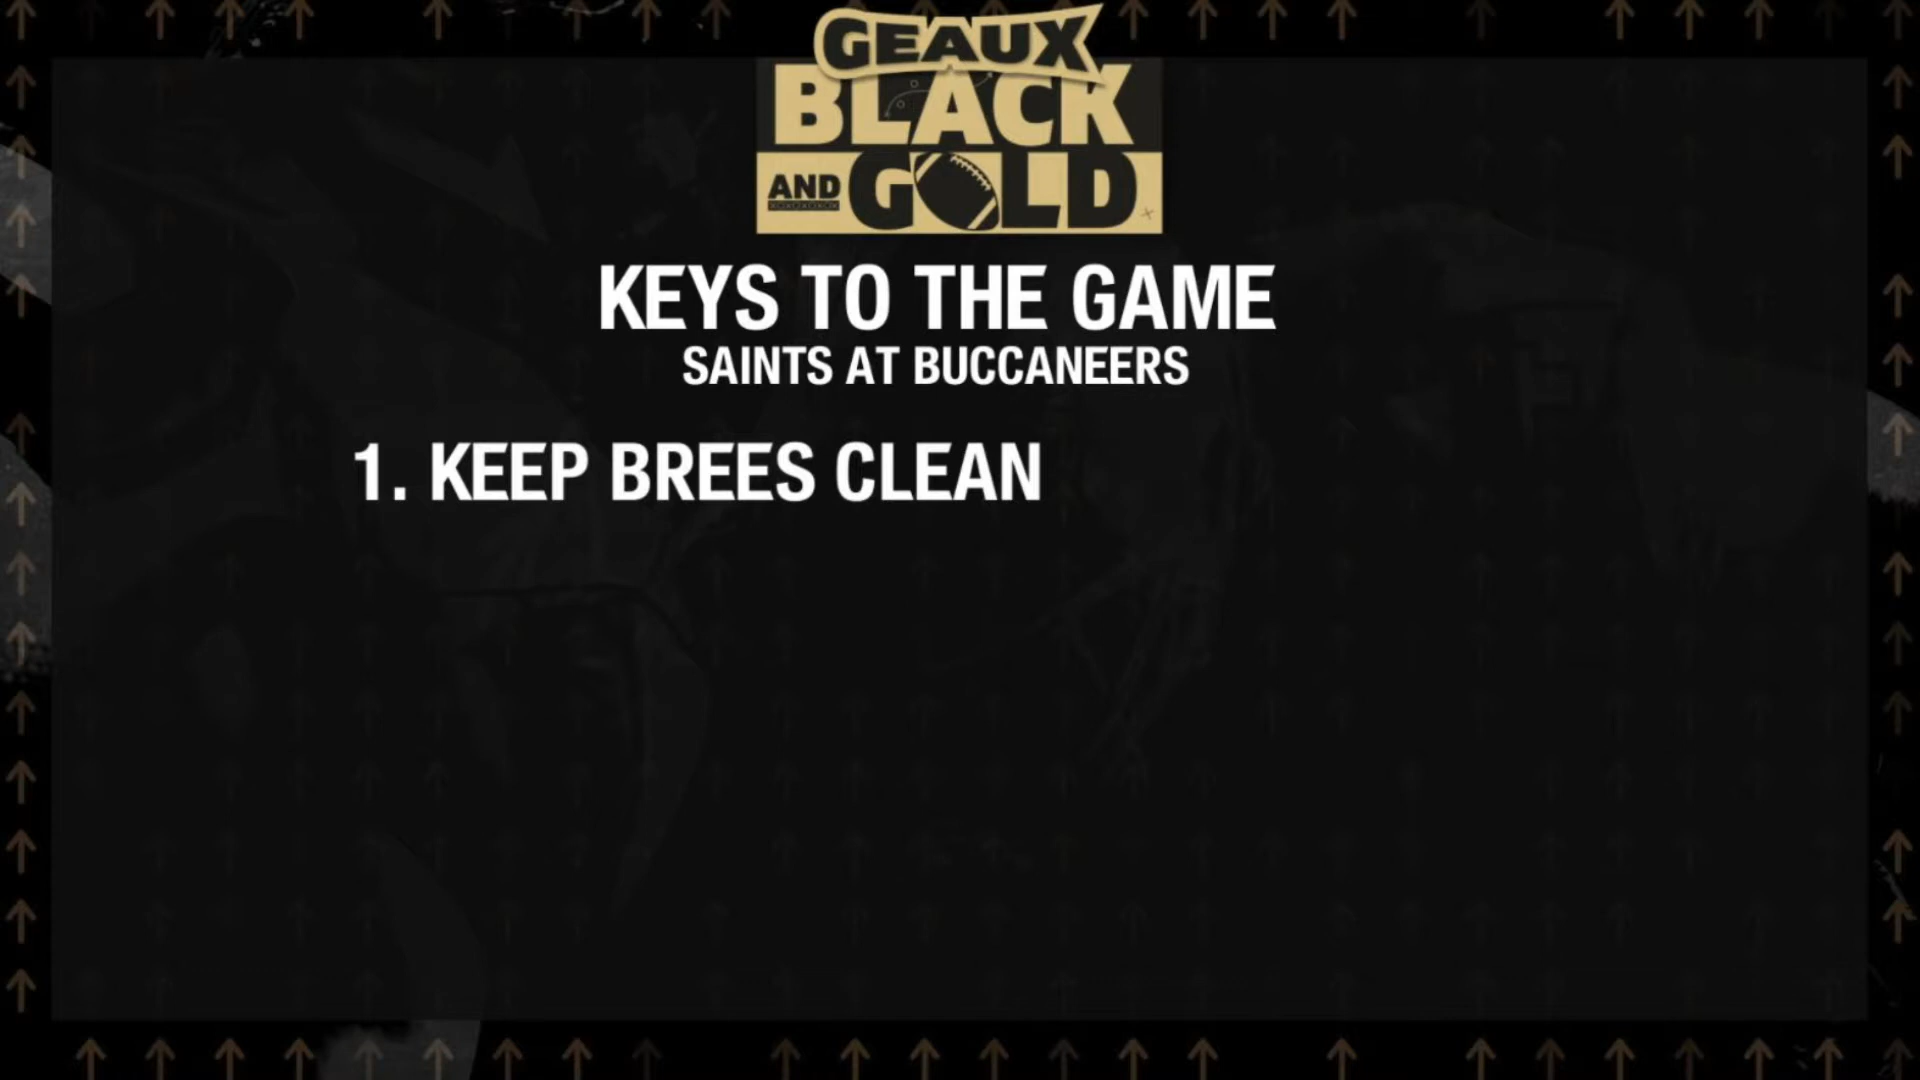 GEAUX
BLACK
AND GOLD
KEYS TO THE GAME
SAINTS AT BUCCANEERS
1. KEEP BREES CLEAN